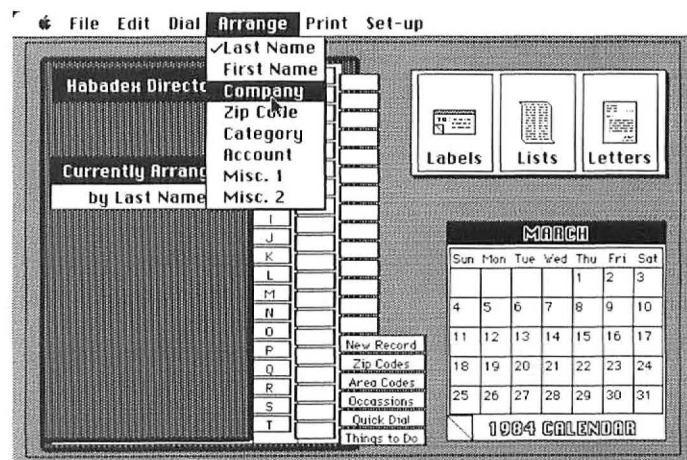 File Edit Dial Arrange Print Set-up
✓Last Name
First Name
Company
Zip Code
Category
Account
Misc. 1
Misc. 2
Habadex Directo
Currently Arrang
by Last Name
I
J
K
L
M
N
O
P
Q
R
S
T
New Record
Zip Codes
Area Codes
Occassions
Quick Dial
Things to Do
TO
Labels
Lists
Letters
MARCH
Sun Mon Tue Wed Thu Fri Sat
1 2 3
4 5 6 7 8 9 10
11 12 13 14 15 16 17
18 19 20 21 22 23 24
25 26 27 28 29 30 31
1984 CALENDAR